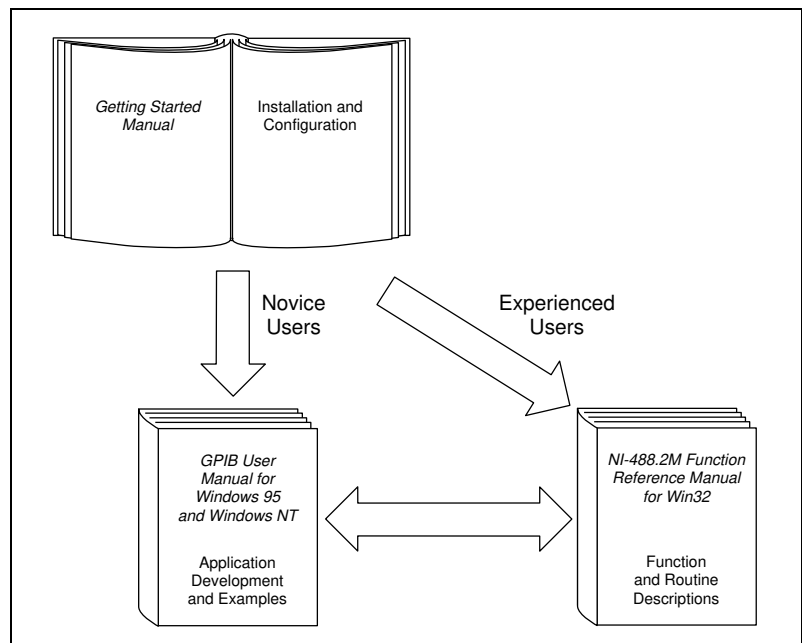 Getting Started
Manual
Installation and
Configuration
Novice
Users
Experienced
Users
GPIB User
Manual for
Windows 95
and Windows NT
Application
Development
and Examples
NI-488.2M Function
Reference Manual
for Win32
Function
and Routine
Descriptions